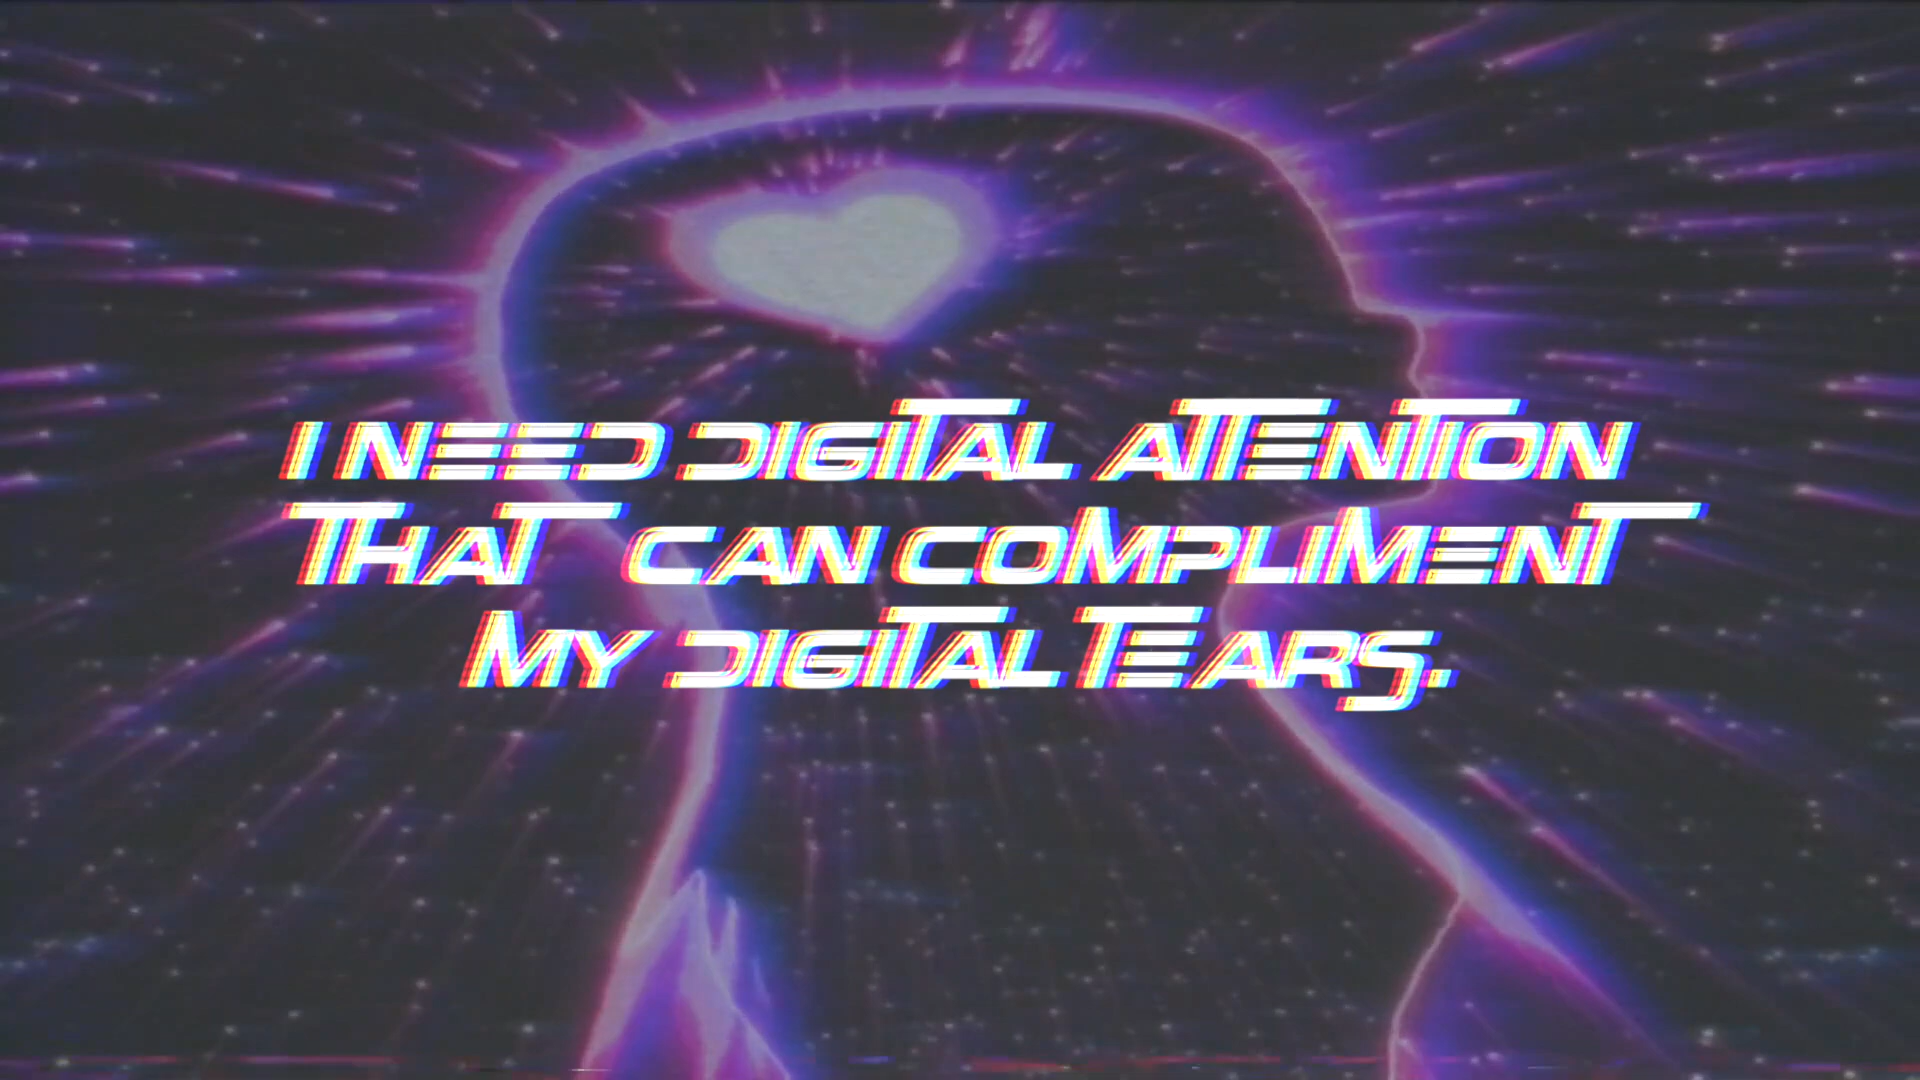 I NEED DIGITAL ATTENTION
THAT CAN COMPLIMENT
MY DIGITAL TEARS.